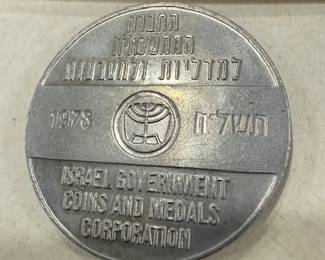 החברה
הממשלתית
למדליות ולמטבעות
1978 תשל״ח
ISRAEL GOVERNMENT
COINS AND MEDALS
CORPORATION